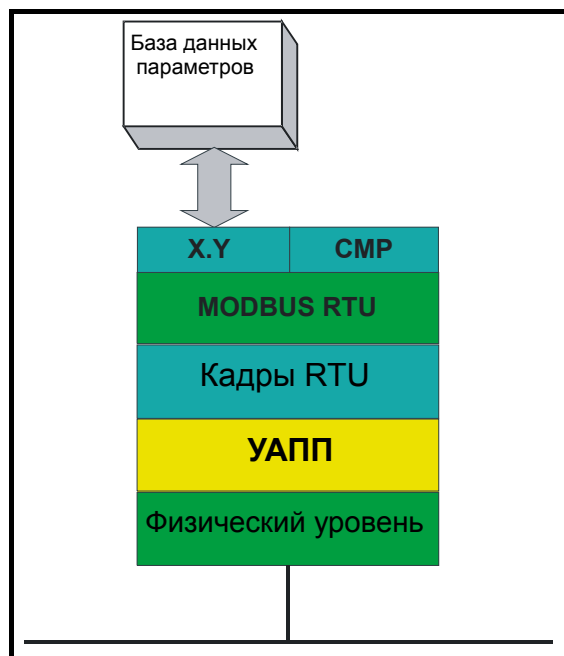 База данных
параметров
X.Y CMP
MODBUS RTU
Кадры RTU
УАПП
Физический уровень